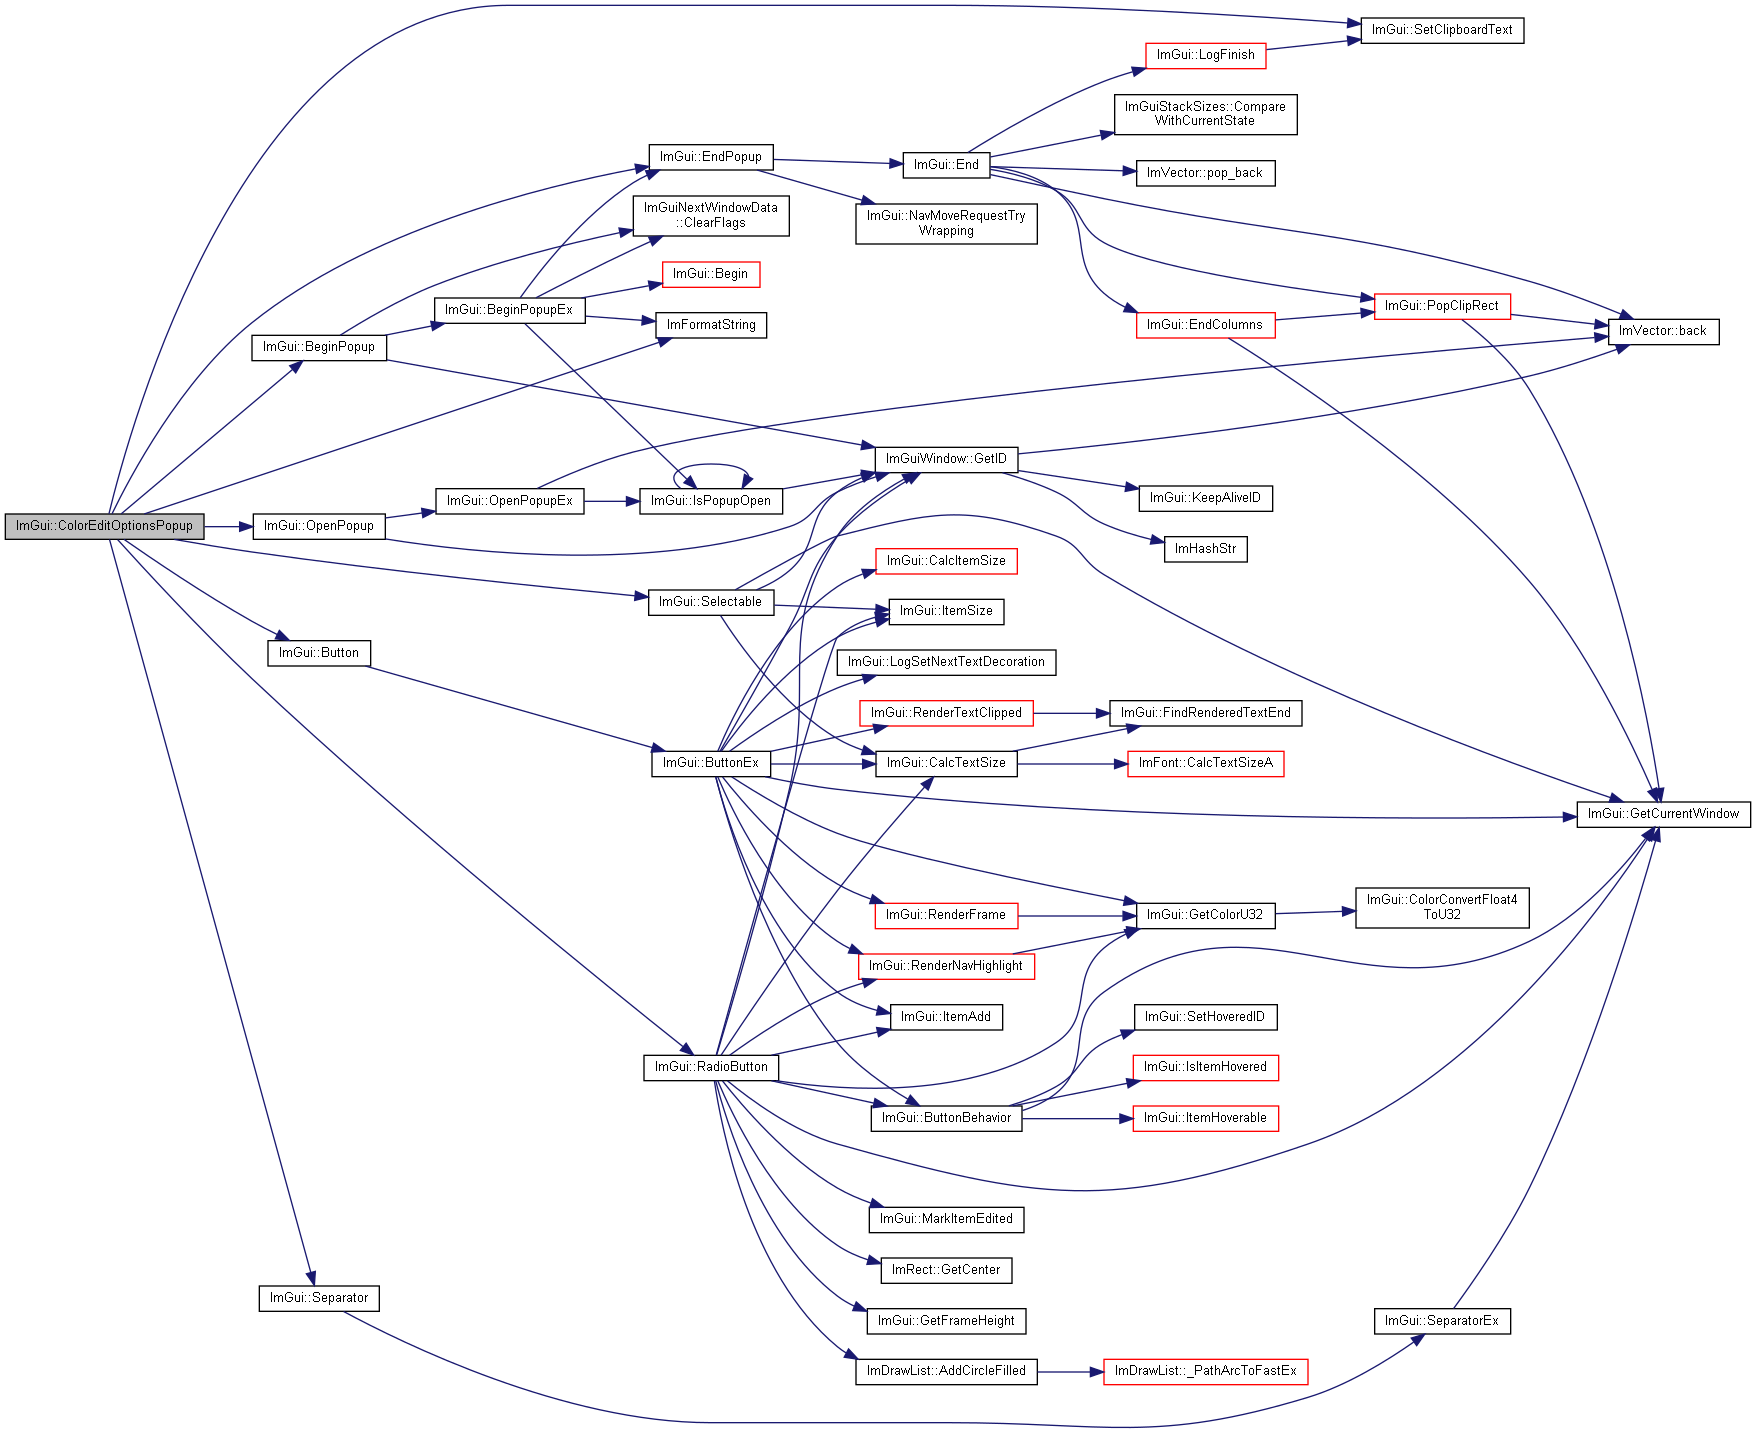 ImGui::SetClipboardText
ImGui::LogFinish
ImGuiStackSizes::Compare
WithCurrentState
ImGui::EndPopup
ImGui::End
ImVector::pop_back
ImGuiNextWindowData
::ClearFlags
ImGui::NavMoveRequestTry
Wrapping
ImGui::Begin
ImGui::BeginPopupEx
ImGui::PopClipRect
ImFormatString
ImGui::EndColumns
ImVector::back
ImGui::BeginPopup
ImGuiWindow::GetID
ImGui::KeepAliveID
ImGui::OpenPopupEx
ImGui::IsPopupOpen
ImGui::ColorEditOptionsPopup
ImGui::OpenPopup
ImHashStr
ImGui::CalcItemSize
ImGui::Selectable
ImGui::ItemSize
ImGui::Button
ImGui::LogSetNextTextDecoration
ImGui::RenderTextClipped
ImGui::FindRenderedTextEnd
ImGui::ButtonEx
ImGui::CalcTextSize
ImFont::CalcTextSizeA
ImGui::GetCurrentWindow
ImGui::RenderFrame
ImGui::GetColorU32
ImGui::ColorConvertFloat4
ToU32
ImGui::RenderNavHighlight
ImGui::ItemAdd
ImGui::SetHoveredID
ImGui::RadioButton
ImGui::IsItemHovered
ImGui::ButtonBehavior
ImGui::ItemHoverable
ImGui::MarkItemEdited
ImRect::GetCenter
ImGui::Separator
ImGui::GetFrameHeight
ImGui::SeparatorEx
ImDrawList::AddCircleFilled
ImDrawList::_PathArcToFastEx